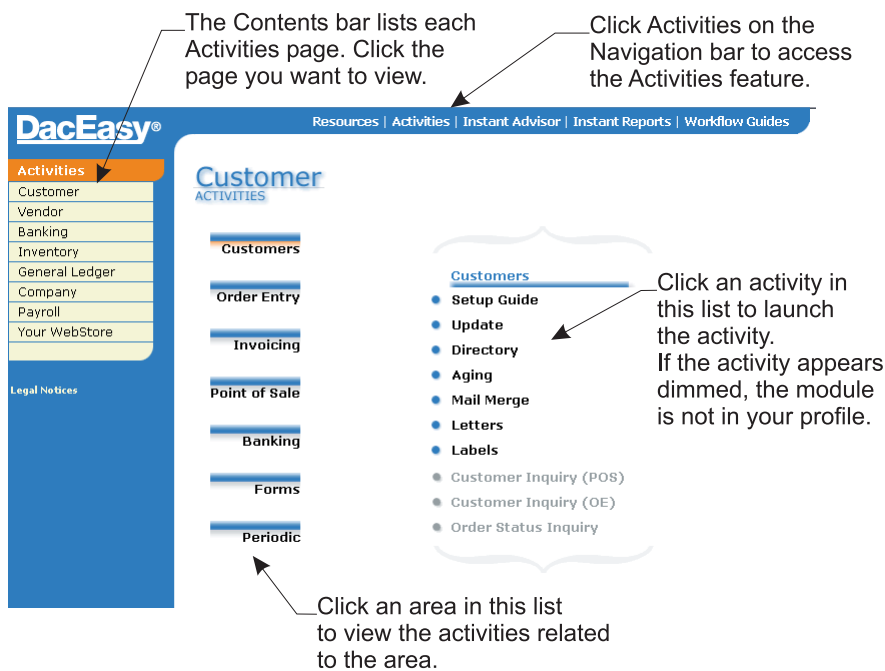 The Contents bar lists each
Activities page. Click the
page you want to view.
Click Activities on the
Navigation bar to access
the Activities feature.
DacEasy®
Resources | Activities | Instant Advisor | Instant Reports | Workflow Guides
Activities
Customer
Vendor
Banking
Inventory
General Ledger
Company
Payroll
Your WebStore
Legal Notices
Customer
ACTIVITIES
Customers
Order Entry
Invoicing
Point of Sale
Banking
Forms
Periodic
Customers
Setup Guide
Update
Directory
Aging
Mail Merge
Letters
Labels
Customer Inquiry (POS)
Customer Inquiry (OE)
Order Status Inquiry
Click an activity in
this list to launch
the activity.
If the activity appears
dimmed, the module
is not in your profile.
Click an area in this list
to view the activities related
to the area.